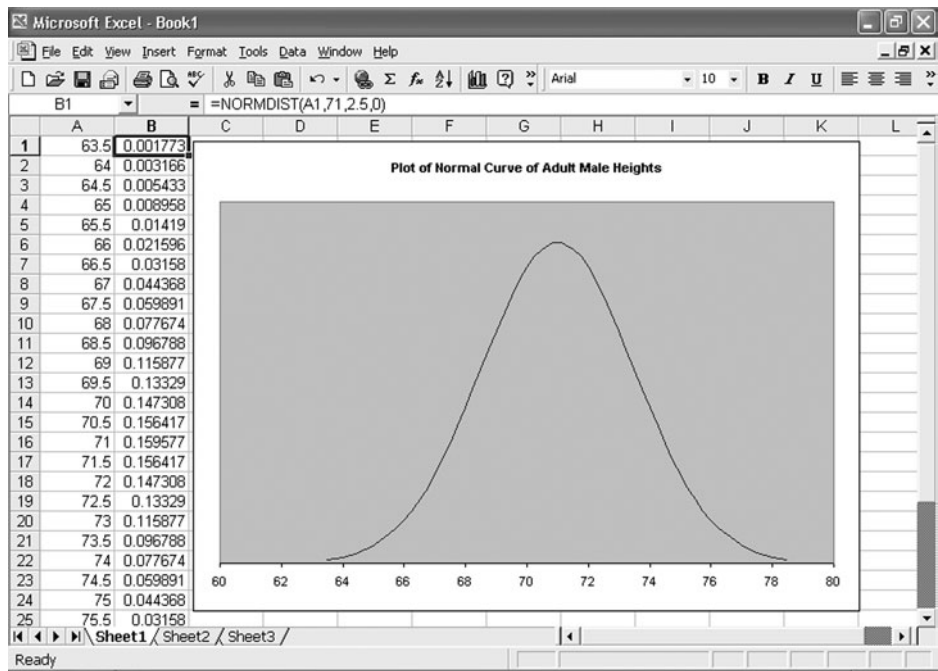 Microsoft Excel - Book1
File Edit View Insert Format Tools Data Window Help
Arial 10 B I U
B1 = =NORMDIST(A1,71,2.5,0)
A B C D E F G H I J K L
1 63.5 0.001773
2 64 0.003166
3 64.5 0.005433
4 65 0.008958
5 65.5 0.01419
6 66 0.021596
7 66.5 0.03158
8 67 0.044368
9 67.5 0.059891
10 68 0.077674
11 68.5 0.096788
12 69 0.115877
13 69.5 0.13329
14 70 0.147308
15 70.5 0.156417
16 71 0.159577
17 71.5 0.156417
18 72 0.147308
19 72.5 0.13329
20 73 0.115877
21 73.5 0.096788
22 74 0.077674
23 74.5 0.059891
24 75 0.044368
25 75.5 0.03158
Plot of Normal Curve of Adult Male Heights
60 62 64 66 68 70 72 74 76 78 80
Sheet1 / Sheet2 / Sheet3 /
Ready